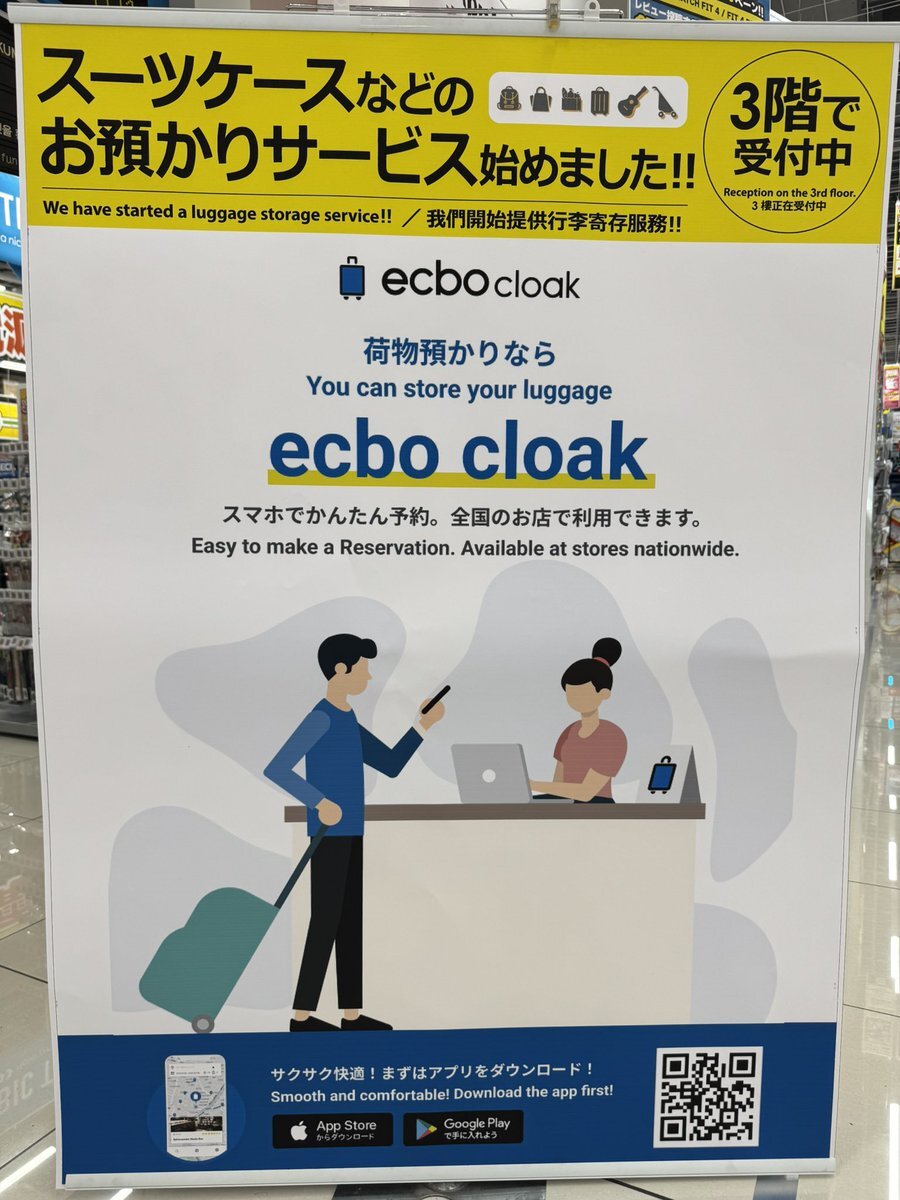 スーツケースなどの
お預かりサービス始めました!!
We have started a luggage storage service!! ／ 我們開始提供行李寄存服務!!
3階で
受付中
Reception on the 3rd floor.
3 樓正在受付中
ecbo cloak
荷物預かりなら
You can store your luggage
ecbo cloak
スマホでかんたん予約。全国のお店で利用できます。
Easy to make a Reservation. Available at stores nationwide.
サクサク快適！まずはアプリをダウンロード！
Smooth and comfortable! Download the app first!
App Store
からダウンロード
Google Play
で手に入れよう